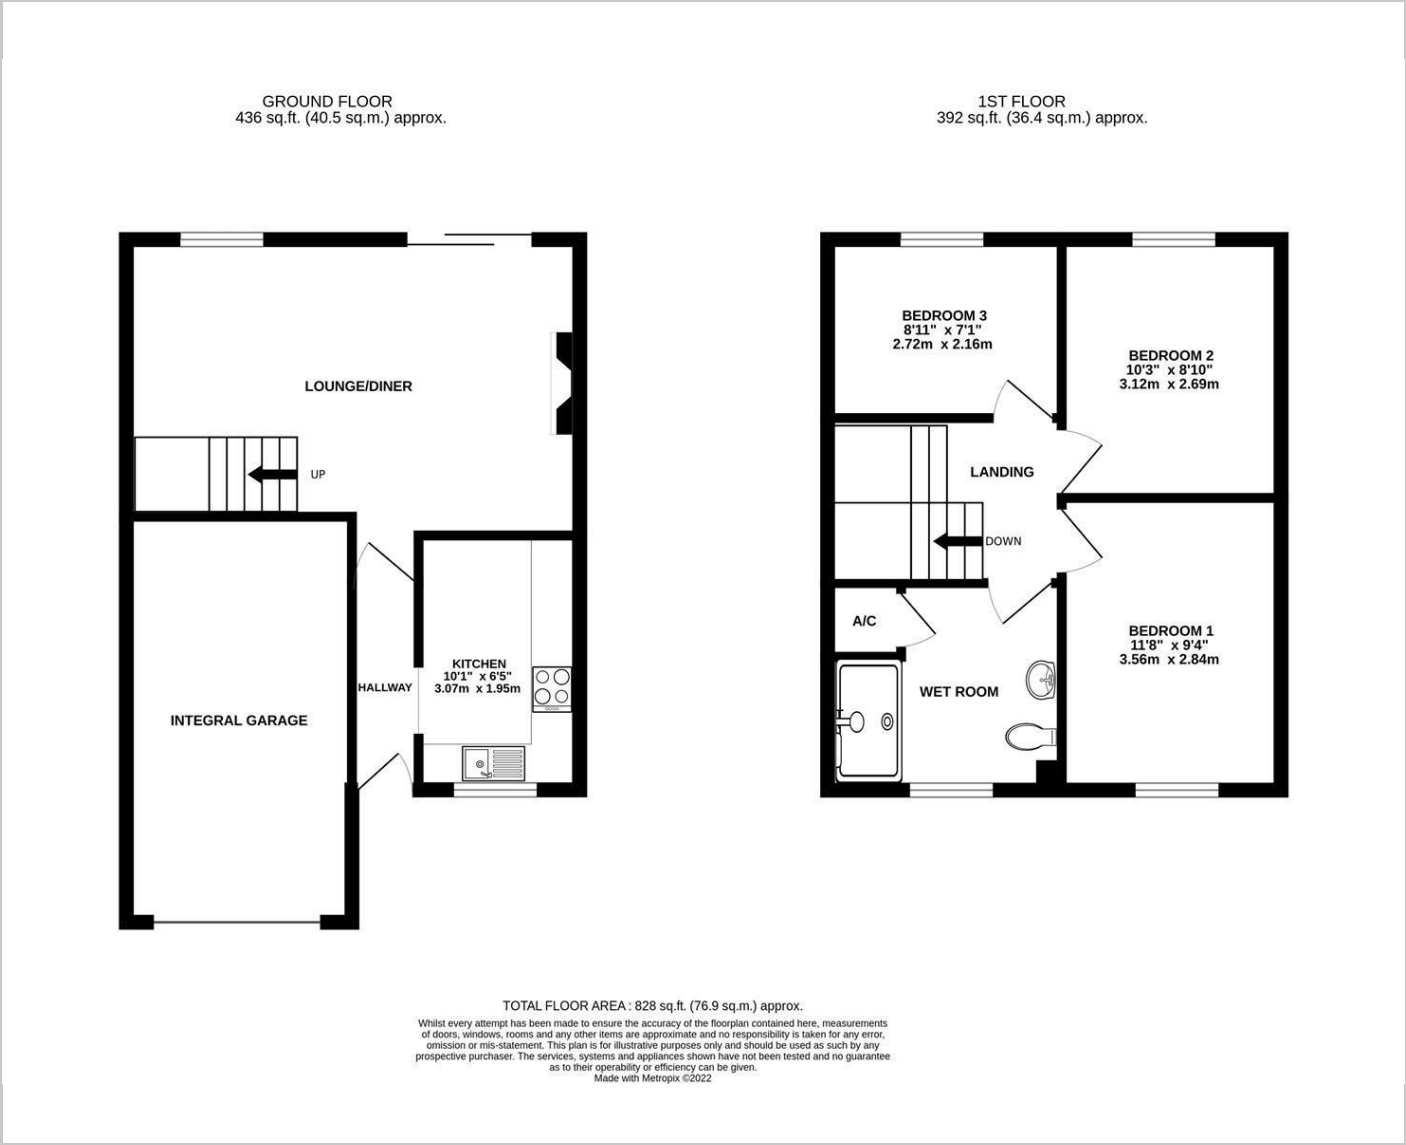 GROUND FLOOR
436 sq.ft. (40.5 sq.m.) approx.
1ST FLOOR
392 sq.ft. (36.4 sq.m.) approx.
LOUNGE/DINER
UP
INTEGRAL GARAGE
HALLWAY
KITCHEN
10'1" x 6'5"
3.07m x 1.95m
BEDROOM 3
8'11" x 7'1"
2.72m x 2.16m
BEDROOM 2
10'3" x 8'10"
3.12m x 2.69m
LANDING
DOWN
A/C
WET ROOM
BEDROOM 1
11'8" x 9'4"
3.56m x 2.84m
TOTAL FLOOR AREA : 828 sq.ft. (76.9 sq.m.) approx.
Whilst every attempt has been made to ensure the accuracy of the floorplan contained here, measurements
of doors, windows, rooms and any other items are approximate and no responsibility is taken for any error,
omission or mis-statement. This plan is for illustrative purposes only and should be used as such by any
prospective purchaser. The services, systems and appliances shown have not been tested and no guarantee
as to their operability or efficiency can be given.
Made with Metropix ©2022